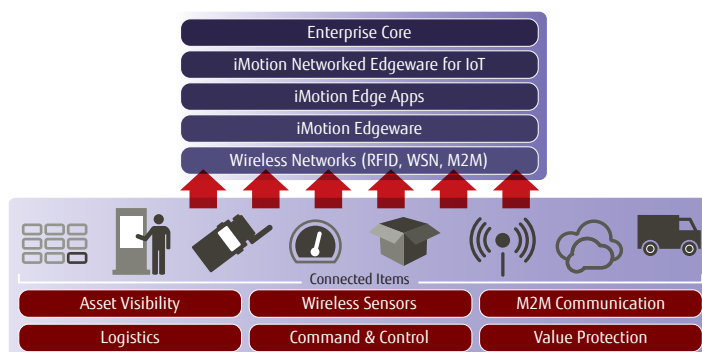 Enterprise Core
iMotion Networked Edgeware for IoT
iMotion Edge Apps
iMotion Edgeware
Wireless Networks (RFID, WSN, M2M)
Connected Items
Asset Visibility
Wireless Sensors
M2M Communication
Logistics
Command & Control
Value Protection